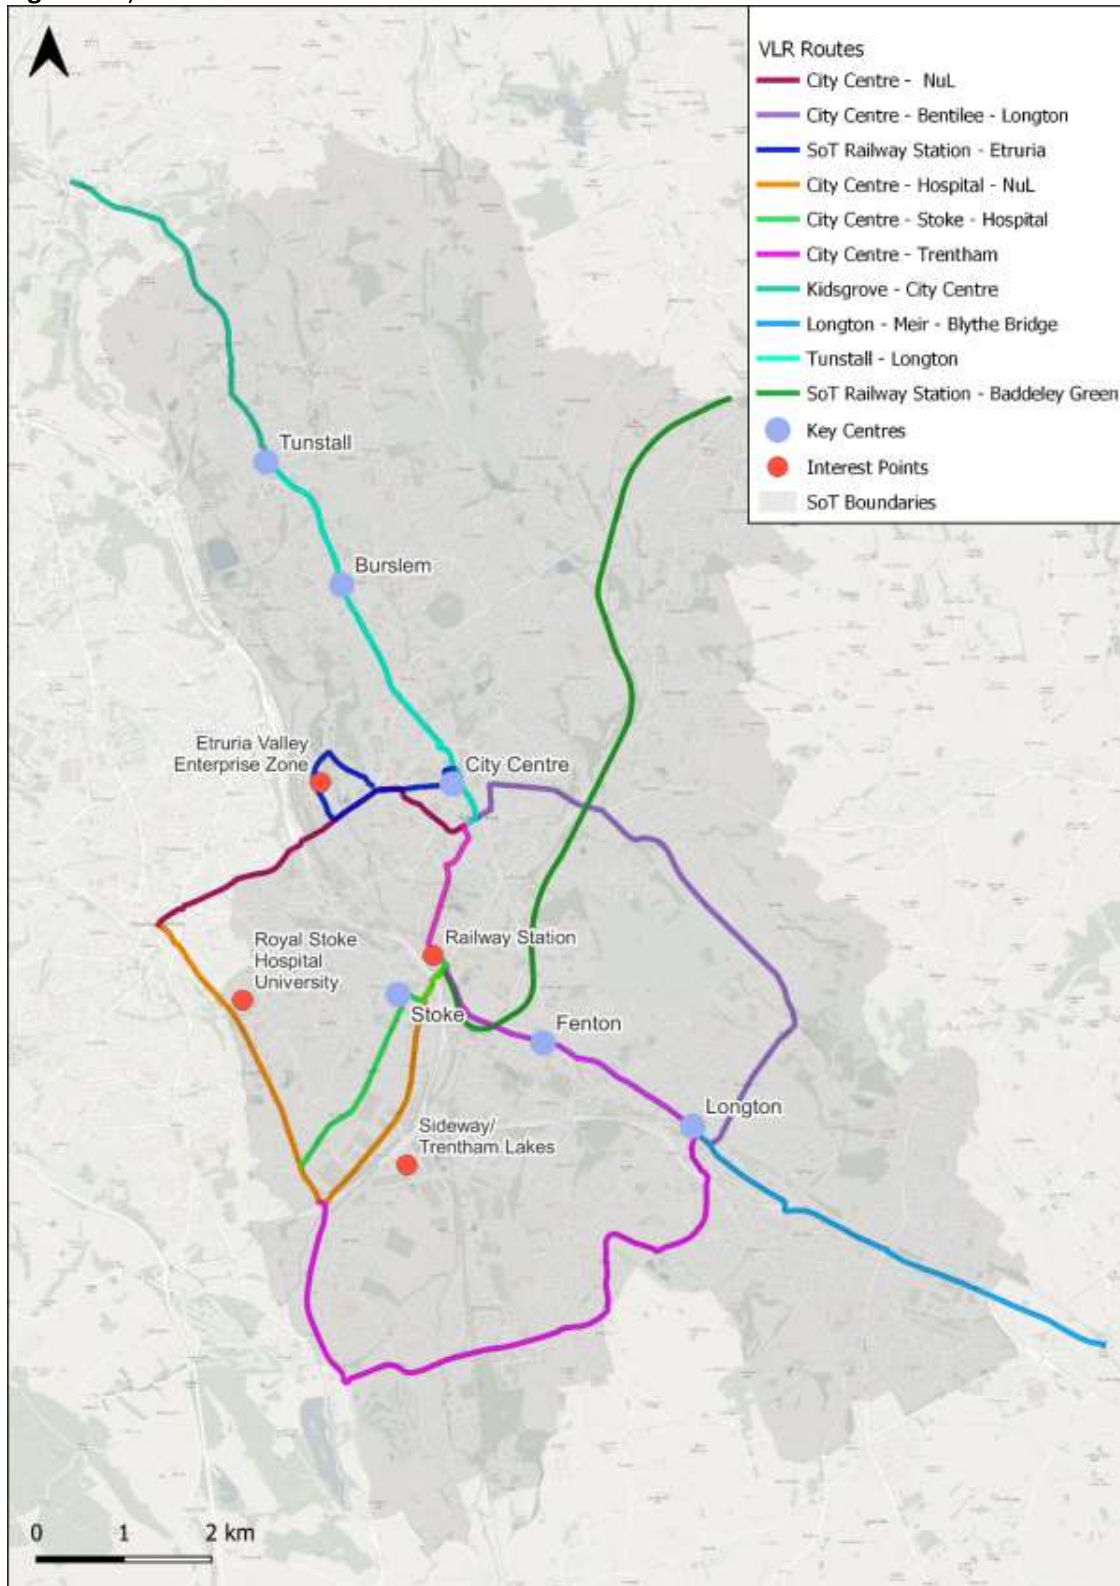 VLR Routes
City Centre - NuL
City Centre - Bentilee - Longton
SoT Railway Station - Etruria
City Centre - Hospital - NuL
City Centre - Stoke - Hospital
City Centre - Trentham
Kidsgrove - City Centre
Longton - Meir - Blythe Bridge
Tunstall - Longton
SoT Railway Station - Baddeley Green
Key Centres
Interest Points
SoT Boundaries
Tunstall
Burslem
Etruria Valley
Enterprise Zone
City Centre
Royal Stoke
Hospital
University
Railway Station
Stoke
Fenton
Longton
Sideway/
Trentham Lakes
0 1 2 km